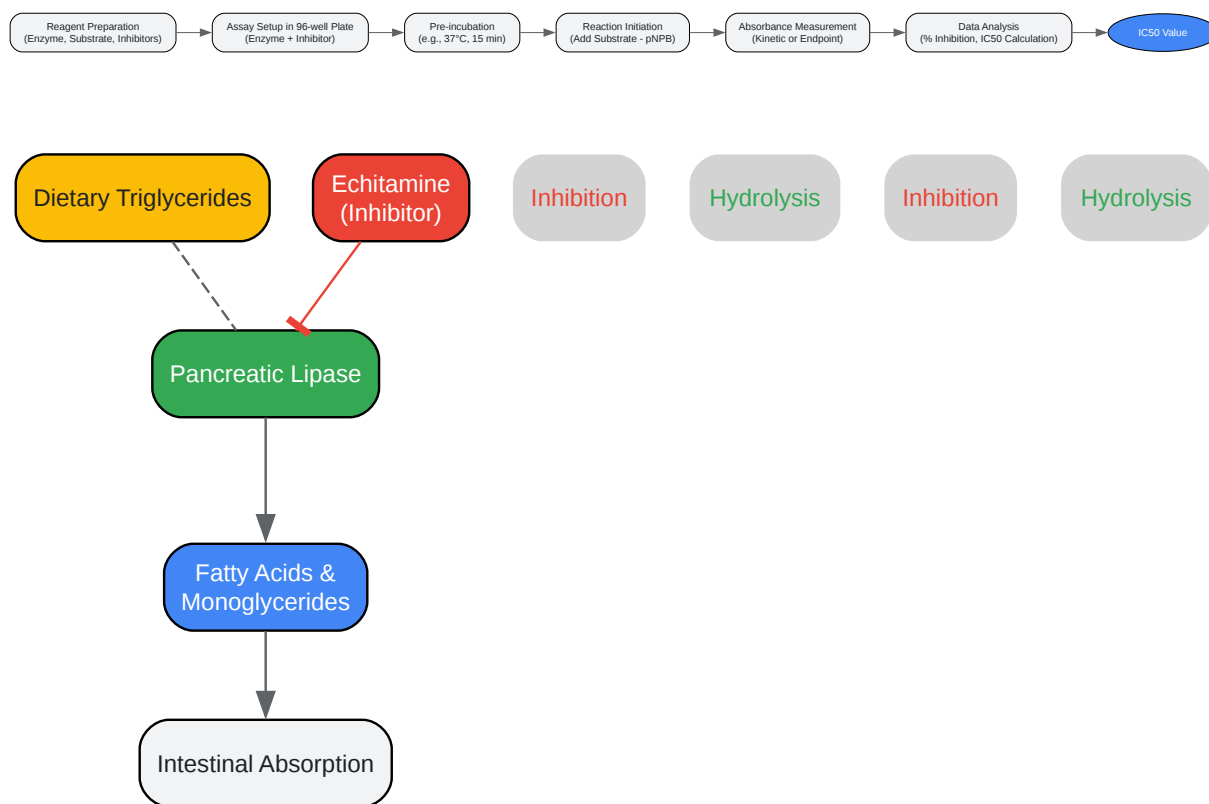 Reagent Preparation
(Enzyme, Substrate, Inhibitors)
Assay Setup in 96-well Plate
(Enzyme + Inhibitor)
Pre-incubation
(e.g., 37°C, 15 min)
Reaction Initiation
(Add Substrate - pNPB)
Absorbance Measurement
(Kinetic or Endpoint)
Data Analysis
(% Inhibition, IC50 Calculation)
IC50 Value
Dietary Triglycerides
Echitamine
(Inhibitor)
Inhibition
Hydrolysis
Inhibition
Hydrolysis
Pancreatic Lipase
Fatty Acids &
Monoglycerides
Intestinal Absorption